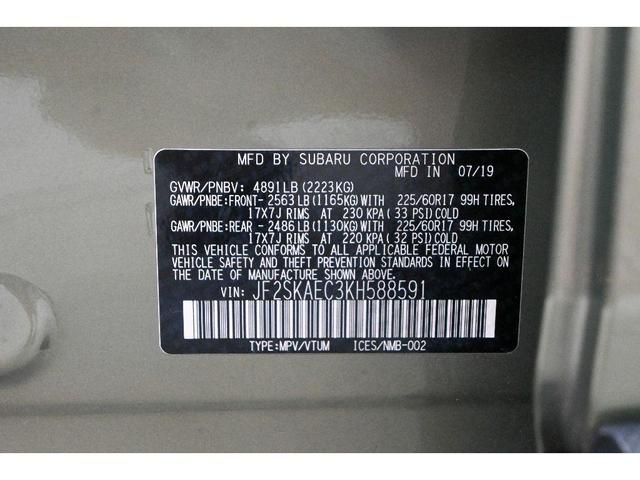 MFD BY SUBARU CORPORATION
MFD IN 07/19
GVWR/PNBV: 4891LB(2223KG)
GAWR/PNBE:FRONT-2563LB(1165KG)WITH 225/60R17 99H TIRES,
17X7J RIMS AT 230 KPA(33 PSI)COLD
GAWR/PNBE:REAR -2486LB(1130KG)WITH 225/60R17 99H TIRES,
17X7J RIMS AT 220 KPA(32 PSI)COLD
THIS VEHICLE CONFORMS TO ALL APPLICABLE FEDERAL MOTOR
VEHICLE SAFETY AND THEFT PREVENTION STANDARDS IN EFFECT ON
THE DATE OF MANUFACTURE SHOWN ABOVE.
VIN: JF2SKAEC3KH588591
TYPE:MPV/VTUM ICES/NMB-002